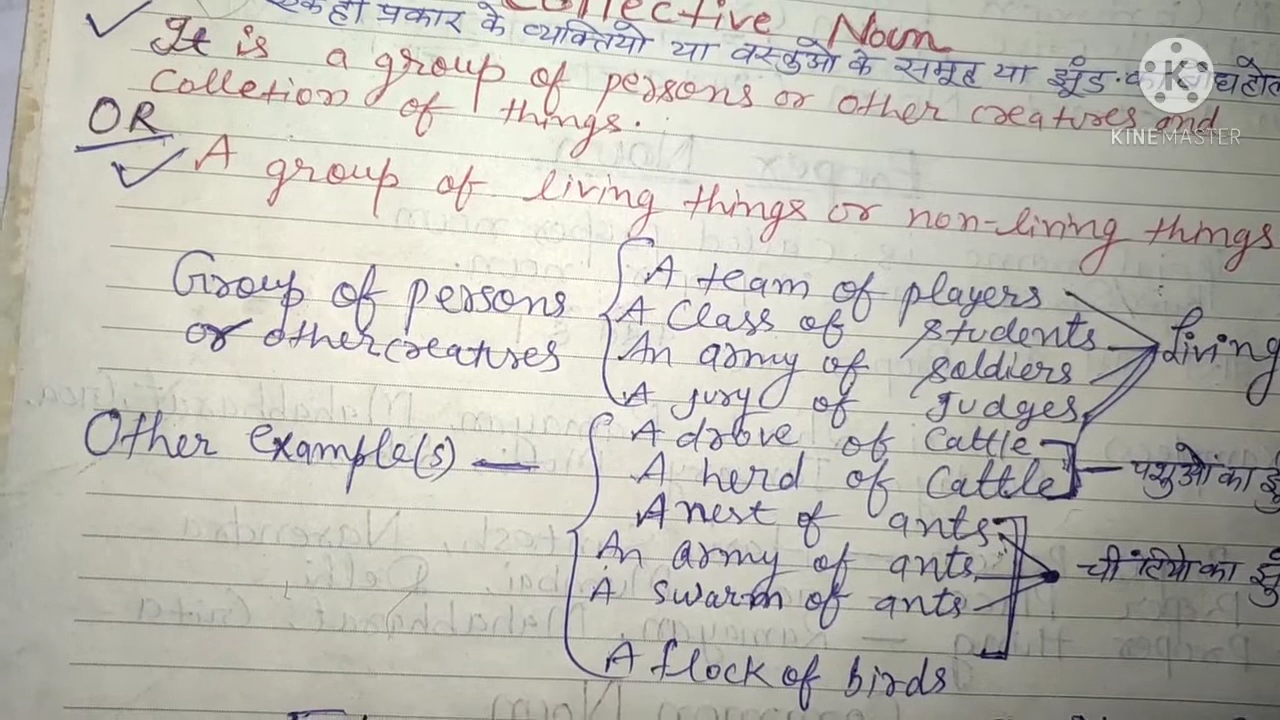 Collective Noun
एक ही प्रकार के व्यक्तियो या वस्तुओ के समूह या झुंड
It is a group of persons or other creatures and
Colletion of things.
OR
A group of living things or non-living things
Group of persons
or other creatures
A team of players
A Class of students
An army of soldiers
A jury of judges
Living
Other example(s) —
A drove of Cattle
A herd of Cattle
पशुओं का
A nest of ants
An army of ants
A swarm of ants
चीटियो का
A flock of birds
KINEMASTER